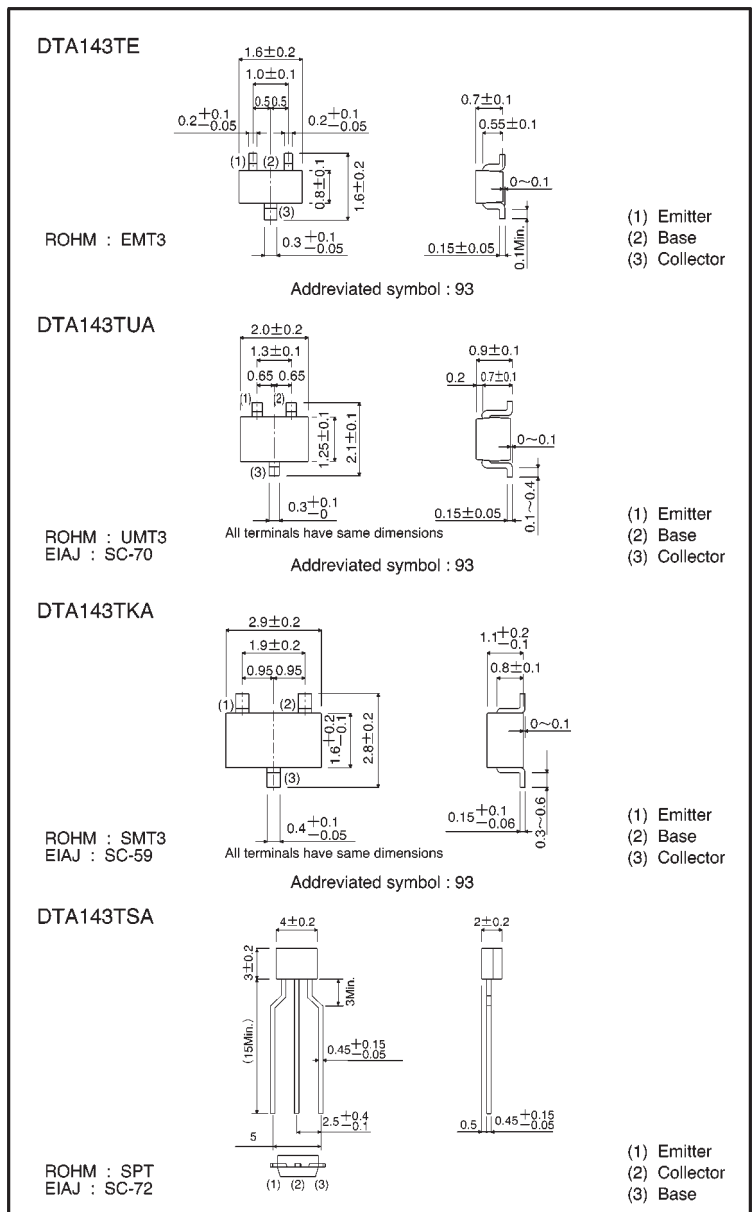 DTA143TE
1.6±0.2
1.0±0.1
0.5 0.5
0.2+0.1 −0.05
0.2+0.1 −0.05
(1) (2)
(3)
0.8±0.1
1.6±0.2
0.3+0.1 −0.05
0.7±0.1
0.55±0.1
0~0.1
0.15±0.05
0.1Min.
ROHM : EMT3
(1) Emitter
(2) Base
(3) Collector
Addreviated symbol : 93
DTA143TUA
2.0±0.2
1.3±0.1
0.65 0.65
(1) (2)
(3)
1.25±0.1
2.1±0.1
0.3+0.1 −0
0.9±0.1
0.2 0.7±0.1
0~0.1
0.15±0.05
0.1~0.4
ROHM : UMT3
EIAJ : SC-70
All terminals have same dimensions
(1) Emitter
(2) Base
(3) Collector
Addreviated symbol : 93
DTA143TKA
2.9±0.2
1.9±0.2
0.95 0.95
(1) (2)
(3)
1.6+0.2 −0.1
2.8±0.2
0.4+0.1 −0.05
1.1+0.2 −0.1
0.8±0.1
0~0.1
0.15+0.1 −0.06
0.3~0.6
ROHM : SMT3
EIAJ : SC-59
All terminals have same dimensions
(1) Emitter
(2) Base
(3) Collector
Addreviated symbol : 93
DTA143TSA
4±0.2
2±0.2
3±0.2
3Min.
(15Min.)
0.45+0.15 −0.05
2.5+0.4 −0.1
5
0.5
0.45+0.15 −0.05
(1) (2) (3)
ROHM : SPT
EIAJ : SC-72
(1) Emitter
(2) Collector
(3) Base